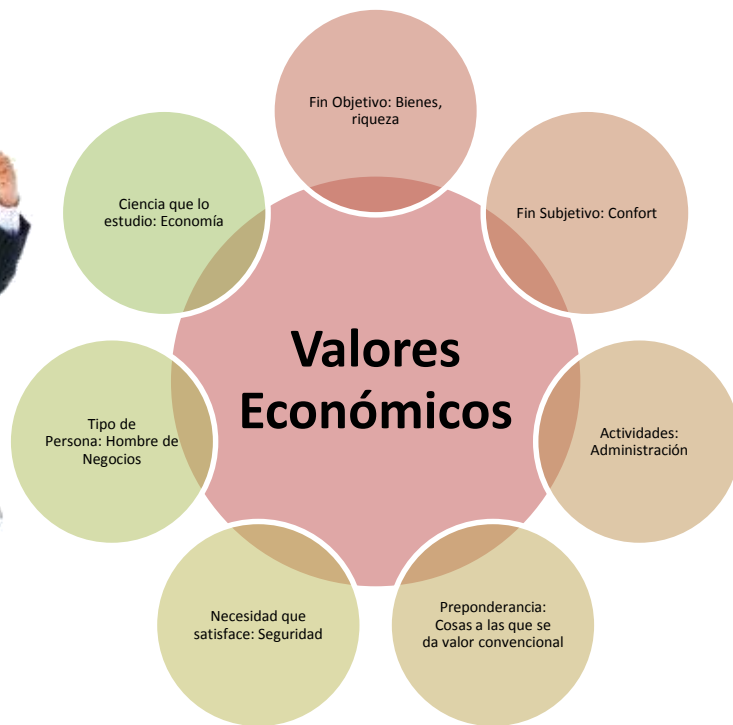 Fin Objetivo: Bienes,
riqueza
Fin Subjetivo: Confort
Actividades:
Administración
Preponderancia:
Cosas a las que se
da valor convencional
Necesidad que
satisface: Seguridad
Tipo de
Persona: Hombre de
Negocios
Ciencia que lo
estudio: Economía
Valores
Económicos